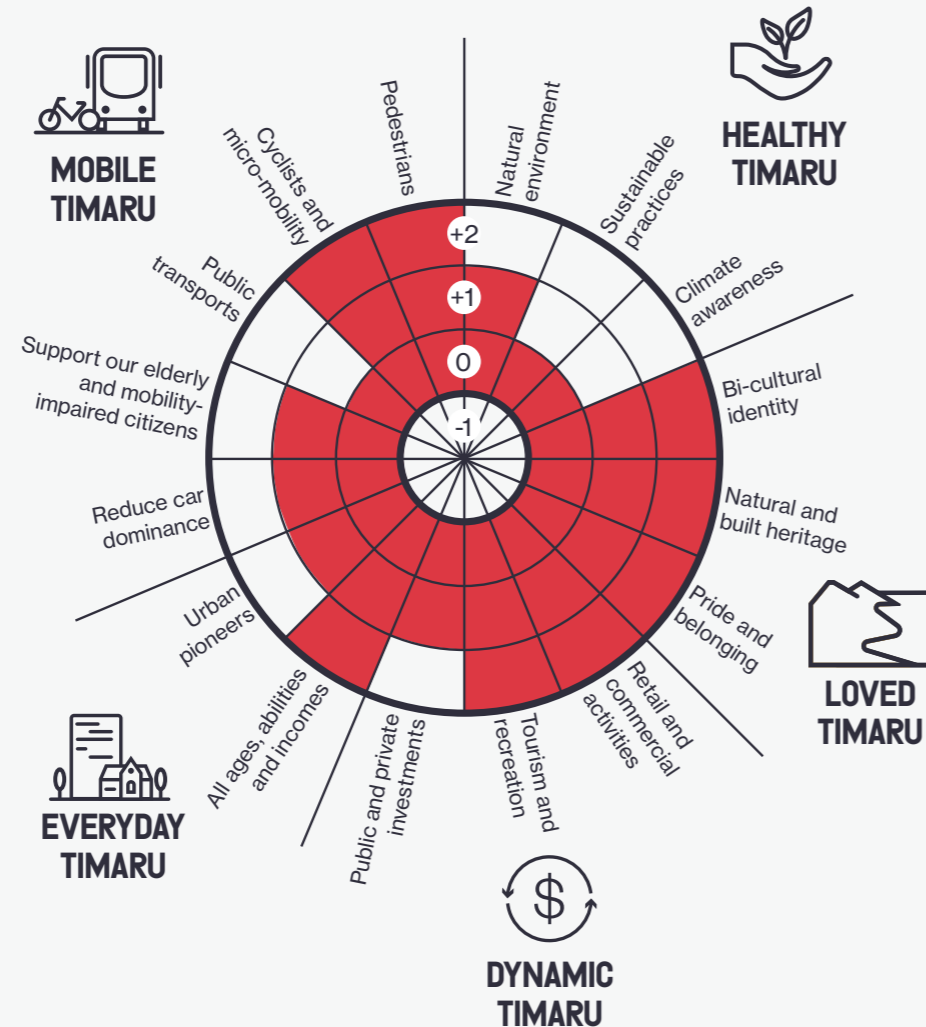 MOBILE
TIMARU
HEALTHY
TIMARU
Pedestrians
Natural
environment
Cyclists and
micro-mobility
Sustainable
practices
Public
transports
Climate
awareness
Support our elderly
and mobility-
impaired citizens
Bi-cultural
identity
+2
+1
0
-1
Reduce car
dominance
Natural and
built heritage
Urban
pioneers
Pride and
belonging
All ages, abilities
and incomes
Public and private
investments
Tourism and
recreation
Retail and
commercial
activities
LOVED
TIMARU
EVERYDAY
TIMARU
$
DYNAMIC
TIMARU